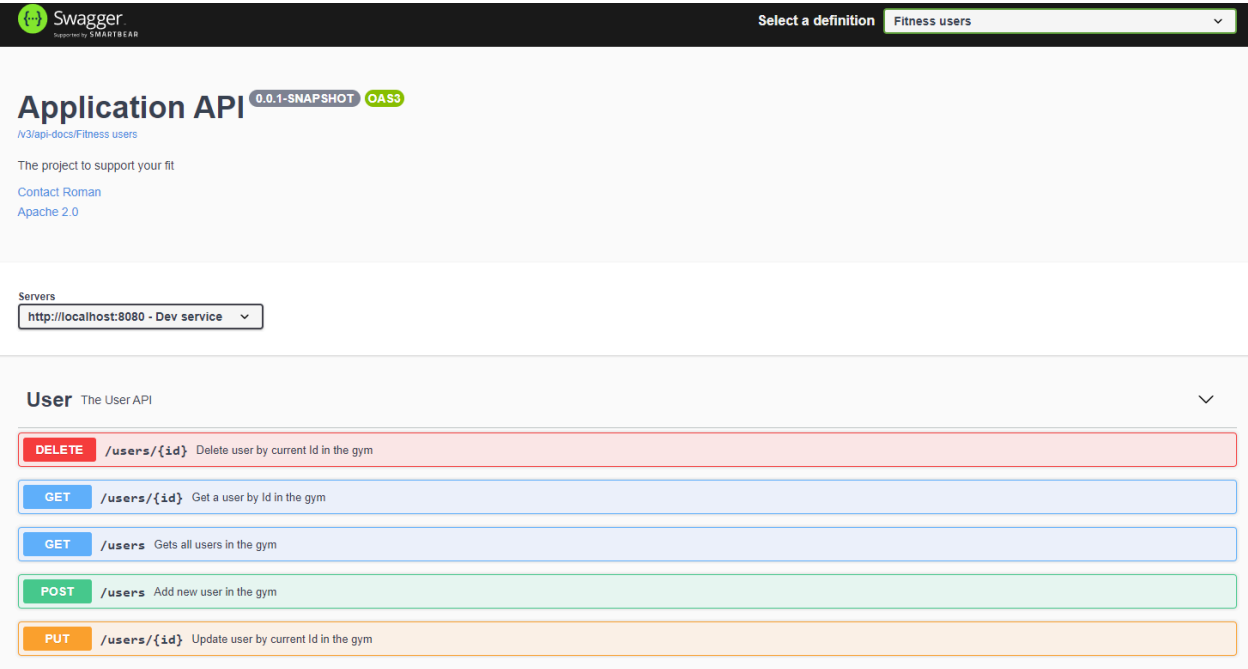 Swagger.
Supported by SMARTBEAR
Select a definition
Fitness users
Application API 0.0.1-SNAPSHOT OAS3
/v3/api-docs/Fitness users
The project to support your fit
Contact Roman
Apache 2.0
Servers
http://localhost:8080 - Dev service
User The User API
DELETE /users/{id} Delete user by current Id in the gym
GET /users/{id} Get a user by Id in the gym
GET /users Gets all users in the gym
POST /users Add new user in the gym
PUT /users/{id} Update user by current Id in the gym